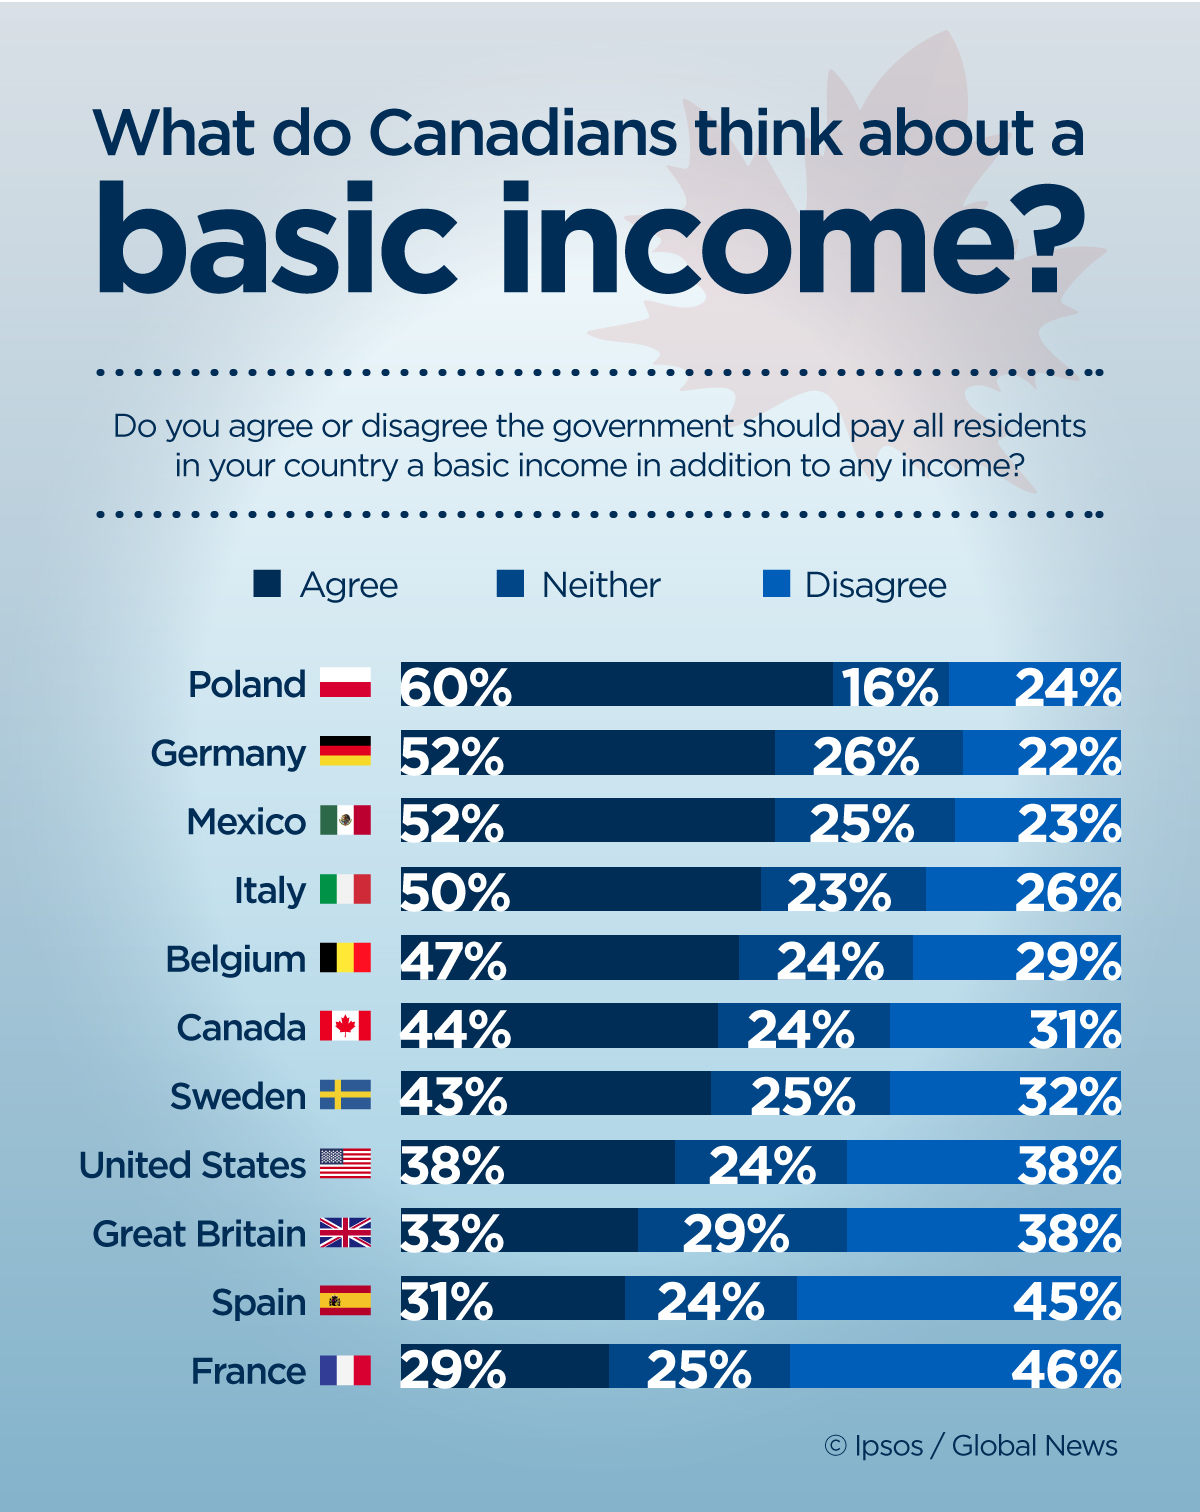 What do Canadians think about a
basic income?
Do you agree or disagree the government should pay all residents
in your country a basic income in addition to any income?
Agree Neither Disagree
Poland 60% 16% 24%
Germany 52% 26% 22%
Mexico 52% 25% 23%
Italy 50% 23% 26%
Belgium 47% 24% 29%
Canada 44% 24% 31%
Sweden 43% 25% 32%
United States 38% 24% 38%
Great Britain 33% 29% 38%
Spain 31% 24% 45%
France 29% 25% 46%
© Ipsos / Global News